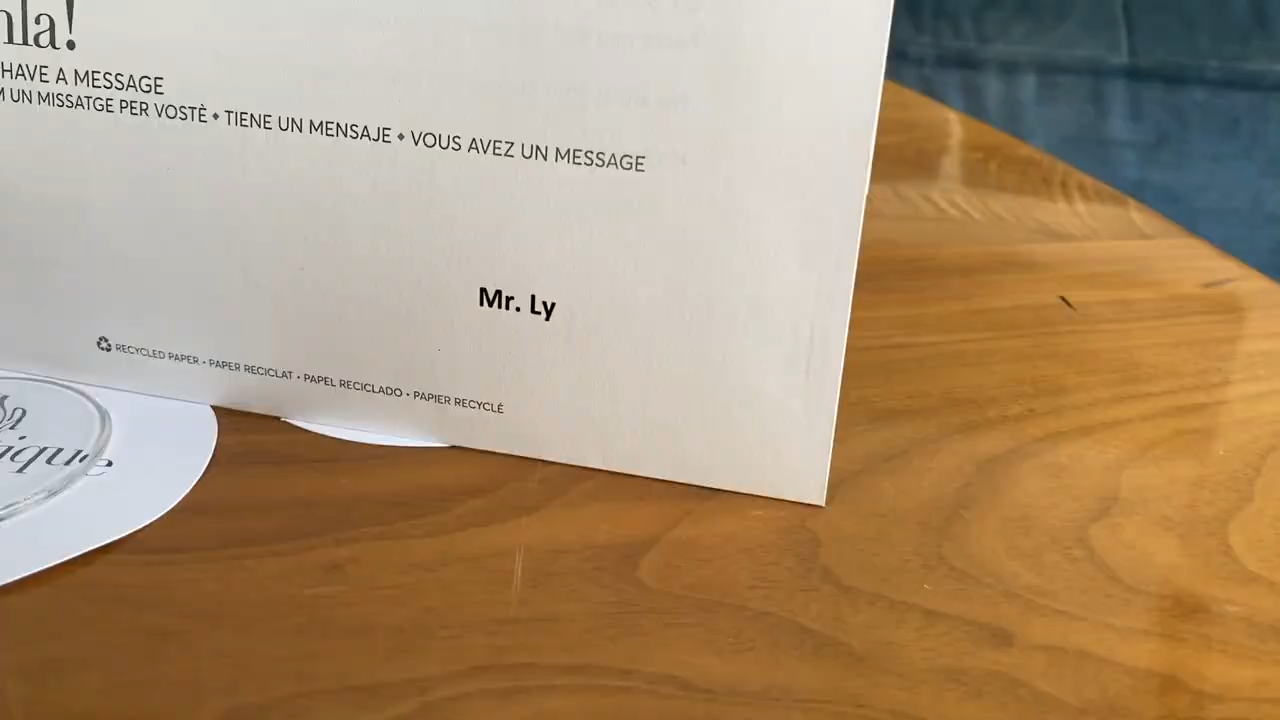 HAVE A MESSAGE
UN MISSATGE PER VOSTÈ • TIENE UN MENSAJE • VOUS AVEZ UN MESSAGE
Mr. Ly
RECYCLED PAPER • PAPER RECICLAT • PAPEL RECICLADO • PAPIER RECYCLÉ